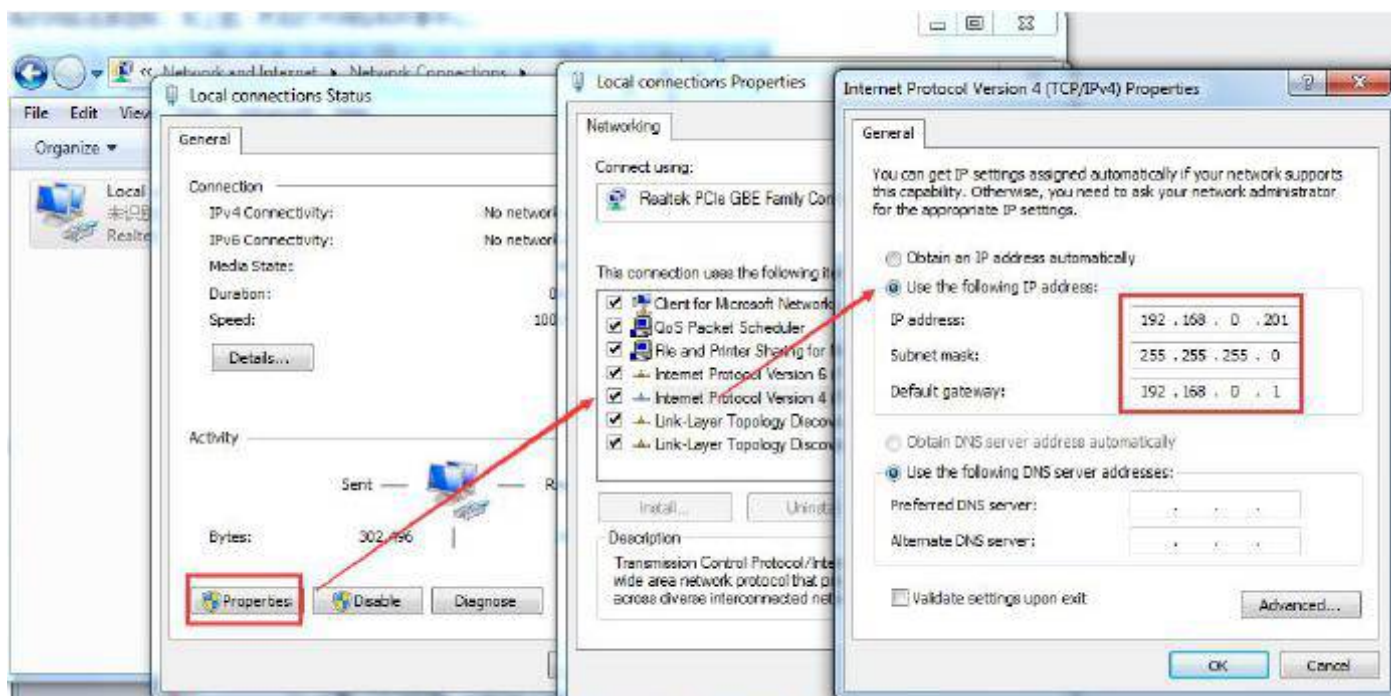 Network and Internet ▸ Network Connections ▸
File Edit View
Organize ▾
Local
未识
Realte
Local connections Status
General
Connection
IPv4 Connectivity: No network
IPv6 Connectivity: No network
Media State:
Duration: 0
Speed: 100
Details...
Activity
Sent — R
Bytes: 302,496
Properties Disable Diagnose
Local connections Properties
Networking
Connect using:
Realtek PCIe GBE Family Con
This connection uses the following ite
Client for Microsoft Network
QoS Packet Scheduler
File and Printer Sharing for
Internet Protocol Version 6
Internet Protocol Version 4
Link-Layer Topology Discov
Link-Layer Topology Discov
Install... Uninsta
Description
Transmission Control Protocol/Inte
wide area network protocol that p
across diverse interconnected net
Internet Protocol Version 4 (TCP/IPv4) Properties
General
You can get IP settings assigned automatically if your network supports
this capability. Otherwise, you need to ask your network administrator
for the appropriate IP settings.
Obtain an IP address automatically
Use the following IP address:
IP address: 192 . 168 . 0 . 201
Subnet mask: 255 . 255 . 255 . 0
Default gateway: 192 . 168 . 0 . 1
Obtain DNS server address automatically
Use the following DNS server addresses:
Preferred DNS server: . . .
Alternate DNS server: . . .
Validate settings upon exit
Advanced...
OK Cancel